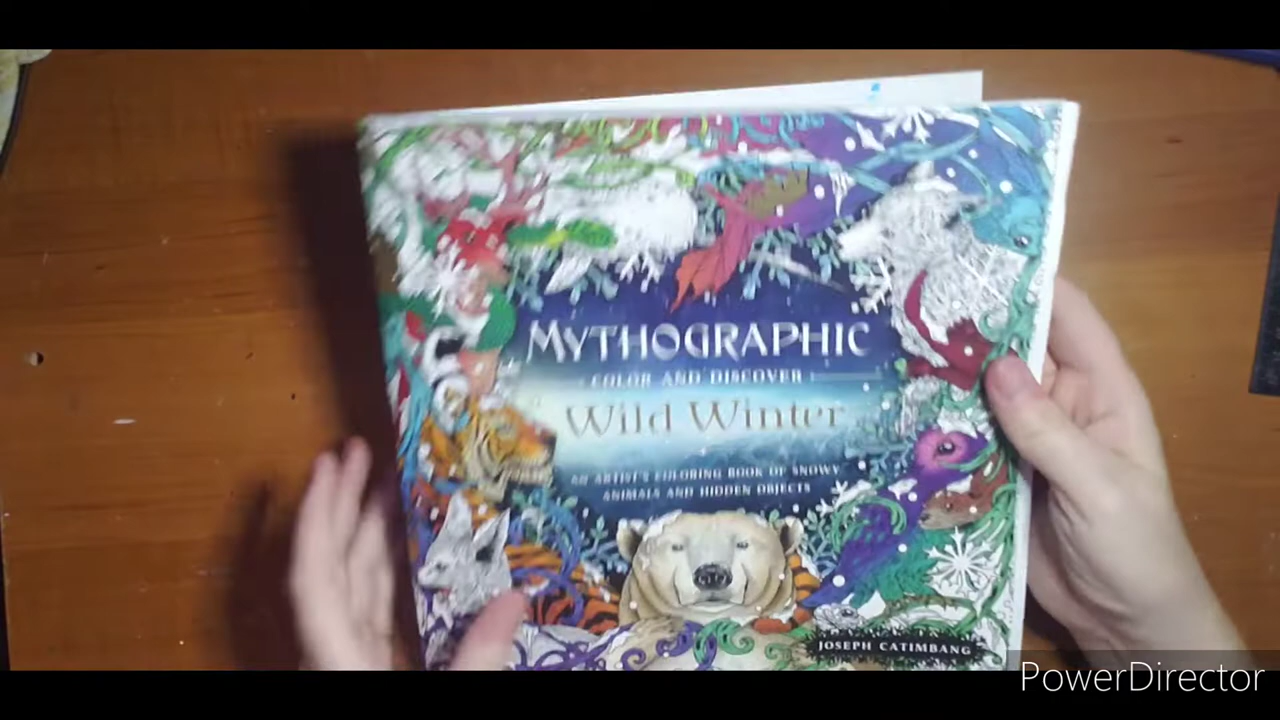 MYTHOGRAPHIC
COLOR AND DISCOVER
Wild Winter
AN ARTIST'S COLORING BOOK OF SNOWY
ANIMALS AND HIDDEN OBJECTS
JOSEPH CATIMBANG
PowerDirector